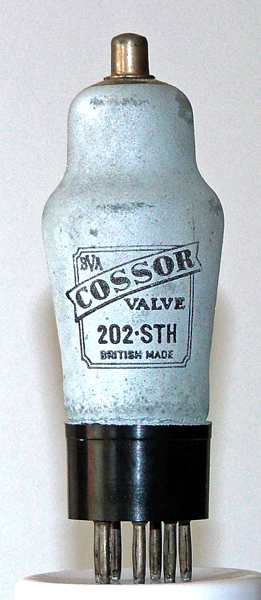 BVA
COSSOR
VALVE
202·STH
BRITISH MADE